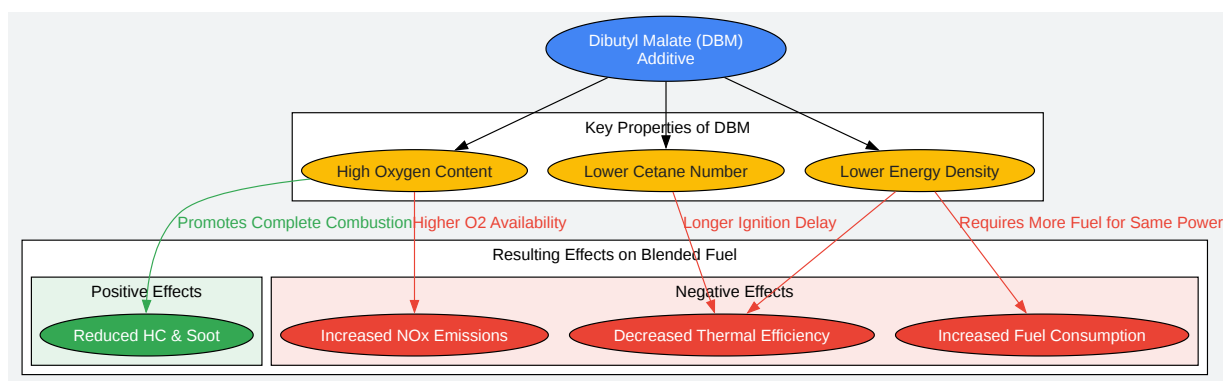 Dibutyl Malate (DBM)
Additive
Key Properties of DBM
High Oxygen Content
Lower Cetane Number
Lower Energy Density
Promotes Complete Combustion
Higher O2 Availability
Longer Ignition Delay
Requires More Fuel for Same Power
Resulting Effects on Blended Fuel
Positive Effects
Negative Effects
Reduced HC & Soot
Increased NOx Emissions
Decreased Thermal Efficiency
Increased Fuel Consumption